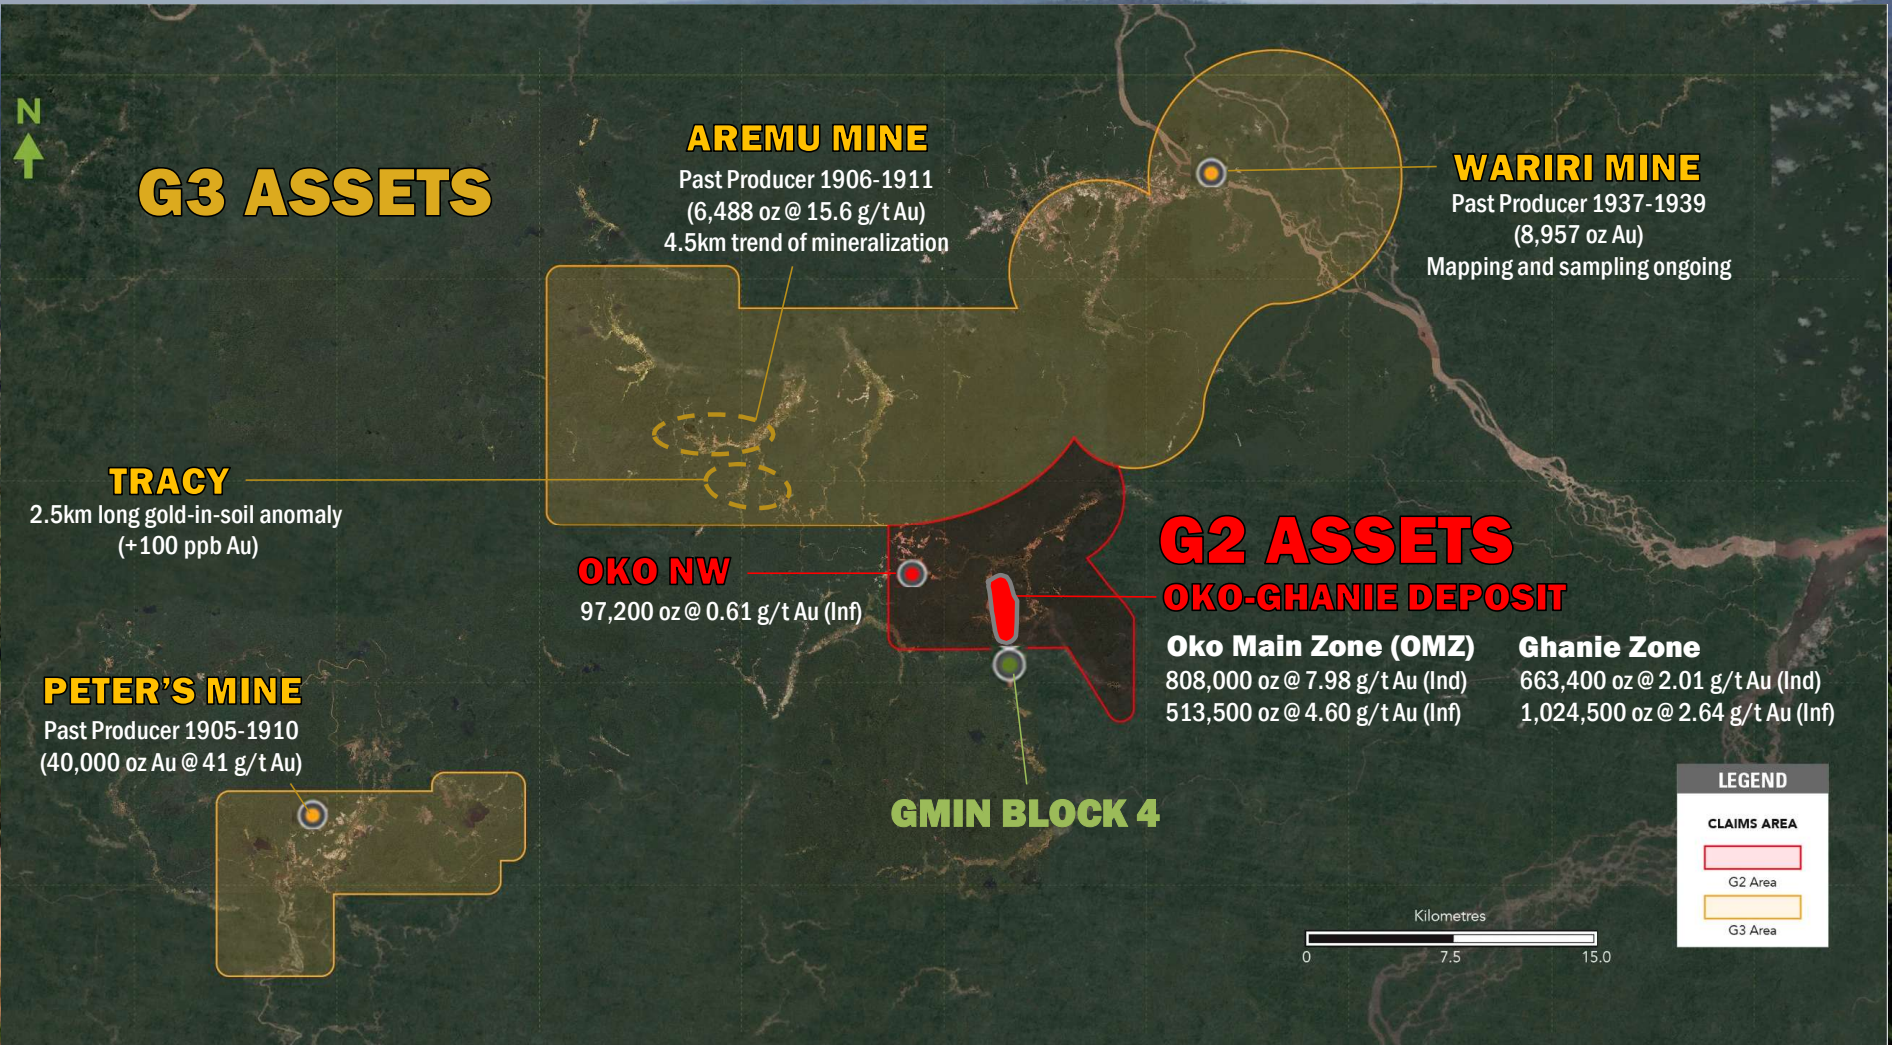 N
G3 ASSETS
AREMU MINE
Past Producer 1906-1911
(6,488 oz @ 15.6 g/t Au)
4.5km trend of mineralization
WARIRI MINE
Past Producer 1937-1939
(8,957 oz Au)
Mapping and sampling ongoing
TRACY
2.5km long gold-in-soil anomaly
(+100 ppb Au)
OKO NW
97,200 oz @ 0.61 g/t Au (Inf)
G2 ASSETS
OKO-GHANIE DEPOSIT
Oko Main Zone (OMZ)
808,000 oz @ 7.98 g/t Au (Ind)
513,500 oz @ 4.60 g/t Au (Inf)
Ghanie Zone
663,400 oz @ 2.01 g/t Au (Ind)
1,024,500 oz @ 2.64 g/t Au (Inf)
PETER'S MINE
Past Producer 1905-1910
(40,000 oz Au @ 41 g/t Au)
GMIN BLOCK 4
LEGEND
CLAIMS AREA
G2 Area
G3 Area
Kilometres
0 7.5 15.0